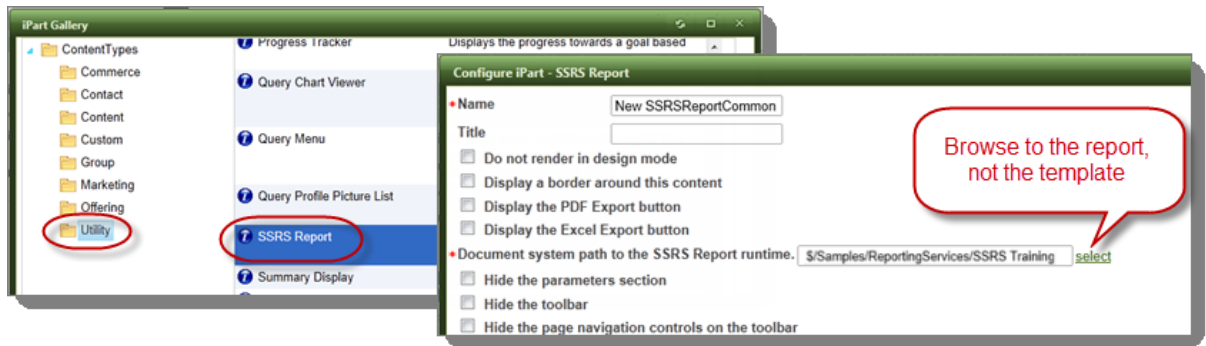 iPart Gallery
ContentTypes
Commerce
Contact
Content
Custom
Group
Marketing
Offering
Utility
Progress Tracker
Displays the progress towards a goal based
Query Chart Viewer
Query Menu
Query Profile Picture List
SSRS Report
Summary Display
Configure iPart - SSRS Report
•Name
New SSRSReportCommon
Title
Do not render in design mode
Display a border around this content
Display the PDF Export button
Display the Excel Export button
•Document system path to the SSRS Report runtime. $/Samples/ReportingServices/SSRS Training select
Hide the parameters section
Hide the toolbar
Hide the page navigation controls on the toolbar
Browse to the report,
not the template